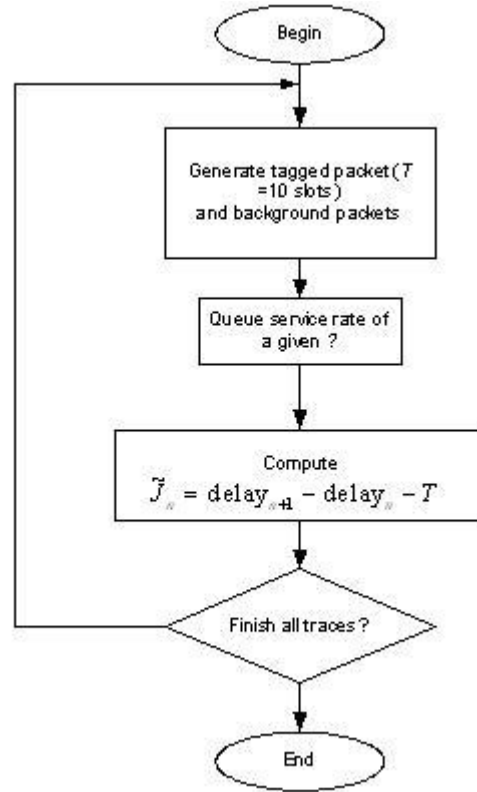 Begin
Generate tagged packet (T
=10 slots)
and background packets
Queue service rate of
a given ?
Compute
J̃ₙ = delayₙ₊₁ − delayₙ − T
Finish all traces ?
End